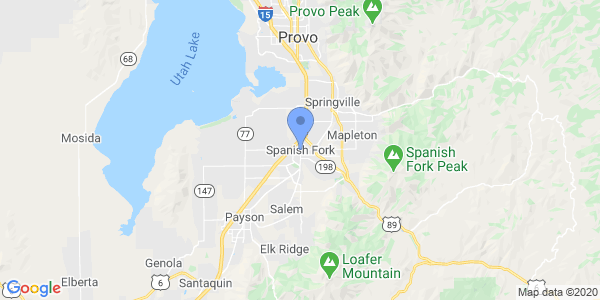 Provo Peak
15
Provo
Utah Lake
68
Springville
77
Mapleton
Mosida
Spanish Fork
Spanish
Fork Peak
198
147
Salem
Payson
89
Elk Ridge
Genola
Loafer
Mountain
6
Elberta
Santaquin
Google
Map data ©2020